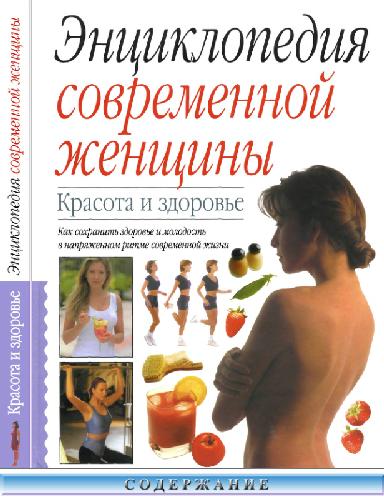 Энциклопедия
современной
женщины
Красота и здоровье
Как сохранить здоровье и молодость
в напряженном ритме современной жизни
Энциклопедия современной женщины
Красота и здоровье
СОДЕРЖАНИЕ